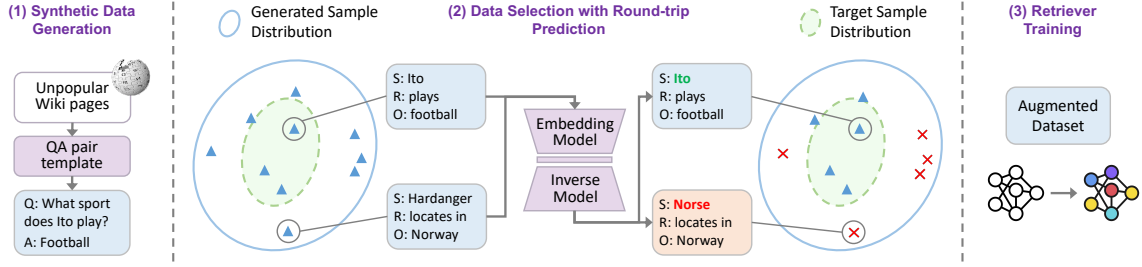 (1) Synthetic Data
Generation
Unpopular
Wiki pages
QA pair
template
Q: What sport
does Ito play?
A: Football
(2) Data Selection with Round-trip
Prediction
Generated Sample
Distribution
Target Sample
Distribution
S: Ito
R: plays
O: football
S: Hardanger
R: locates in
O: Norway
Embedding
Model
Inverse
Model
S: Ito
R: plays
O: football
S: Norse
R: locates in
O: Norway
(3) Retriever
Training
Augmented
Dataset